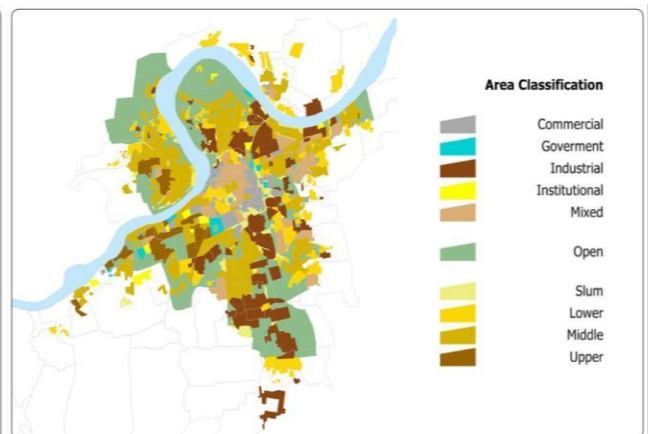 Area Classification
Commercial
Goverment
Industrial
Institutional
Mixed
Open
Slum
Lower
Middle
Upper